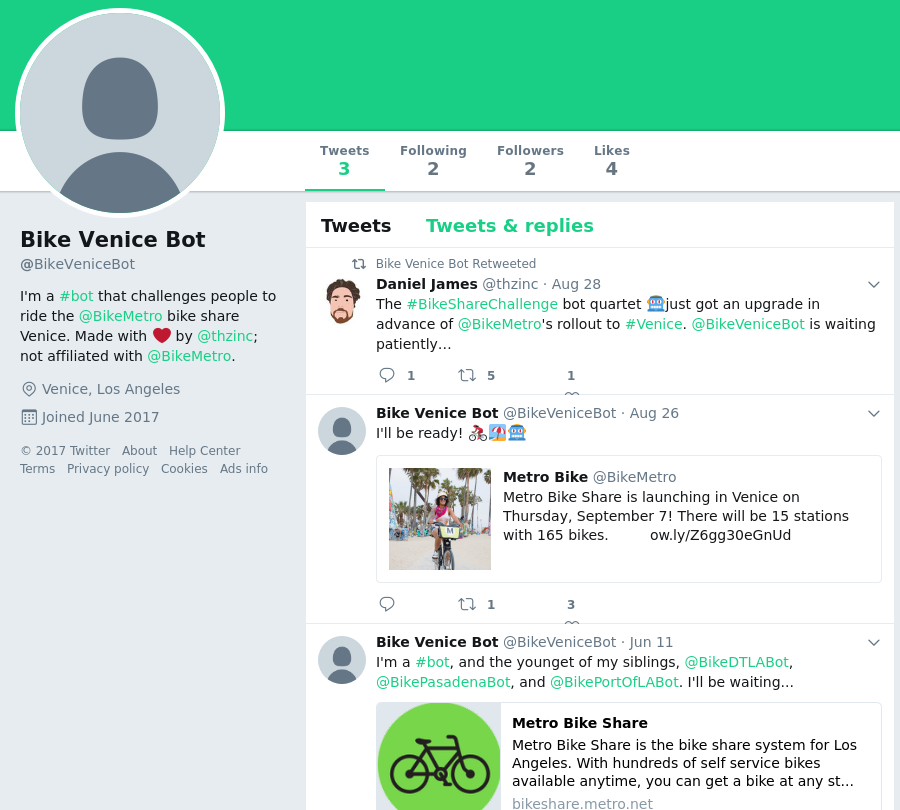 Tweets
3
Following
2
Followers
2
Likes
4
Bike Venice Bot
@BikeVeniceBot
I'm a #bot that challenges people to
ride the @BikeMetro bike share
Venice. Made with ❤ by @thzinc;
not affiliated with @BikeMetro.
Venice, Los Angeles
Joined June 2017
© 2017 Twitter About Help Center
Terms Privacy policy Cookies Ads info
Tweets Tweets & replies
Bike Venice Bot Retweeted
Daniel James @thzinc · Aug 28
The #BikeShareChallenge bot quartet 🤖just got an upgrade in
advance of @BikeMetro's rollout to #Venice. @BikeVeniceBot is waiting
patiently…
1 5 1
Bike Venice Bot @BikeVeniceBot · Aug 26
I'll be ready! 🚴🏖🤖
Metro Bike @BikeMetro
Metro Bike Share is launching in Venice on
Thursday, September 7! There will be 15 stations
with 165 bikes. ow.ly/Z6gg30eGnUd
M
1 3
Bike Venice Bot @BikeVeniceBot · Jun 11
I'm a #bot, and the younget of my siblings, @BikeDTLABot,
@BikePasadenaBot, and @BikePortOfLABot. I'll be waiting…
Metro Bike Share
Metro Bike Share is the bike share system for Los
Angeles. With hundreds of self service bikes
available anytime, you can get a bike at any st…
bikeshare.metro.net